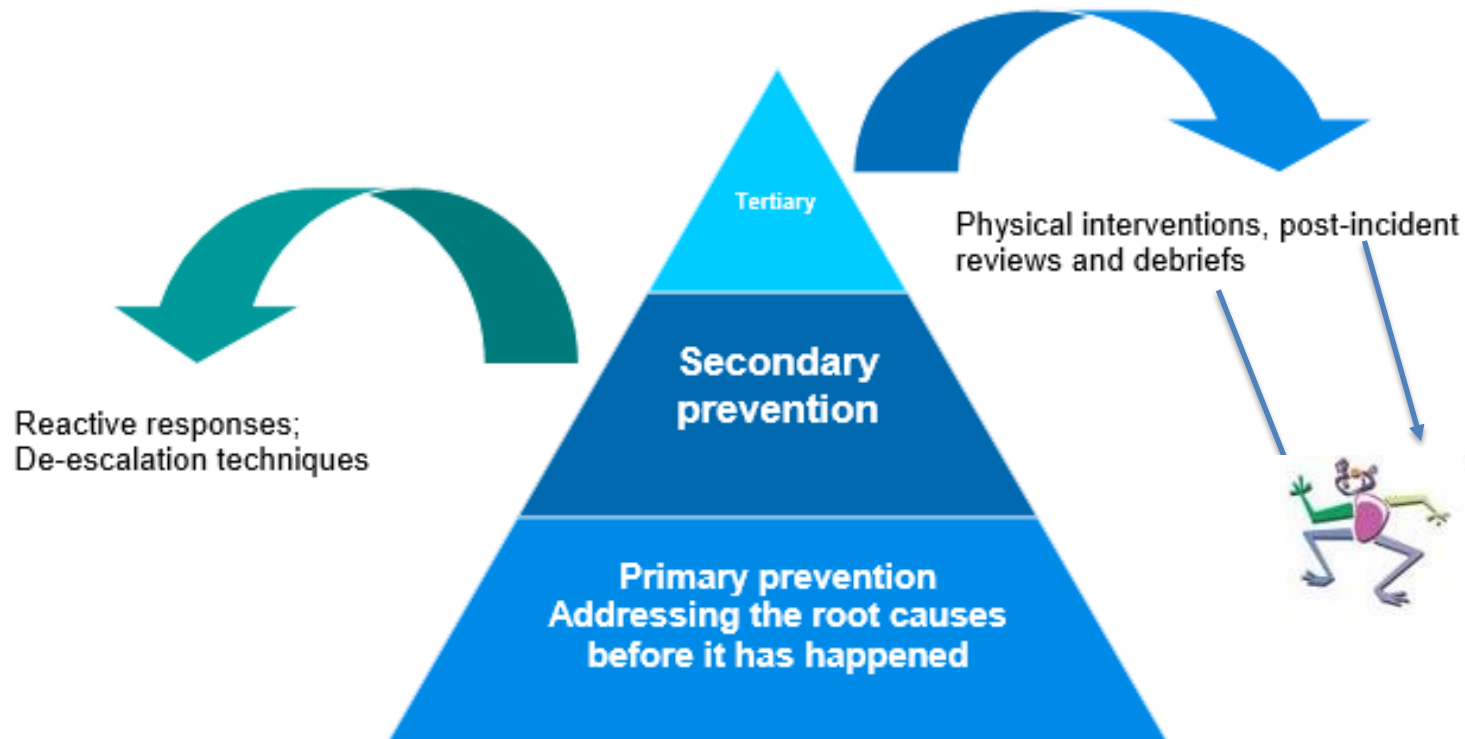 Tertiary
Physical interventions, post-incident
reviews and debriefs
Secondary
prevention
Reactive responses;
De-escalation techniques
Primary prevention
Addressing the root causes
before it has happened